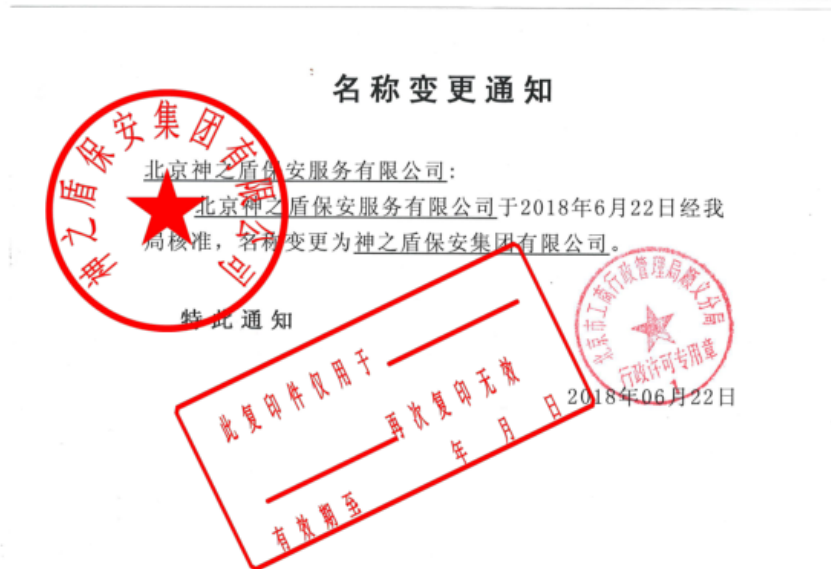 名称变更通知
北京神之盾保安服务有限公司:
北京神之盾保安服务有限公司于2018年6月22日经我
局核准，名称变更为神之盾保安集团有限公司。
特此通知
2018年06月22日
神之盾保安集团有限公司
北京市工商行政管理局顺义分局
行政许可专用章
1
此复印件仅用于
再次复印无效
有效期至 年 月 日